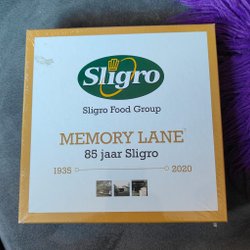 Sligro
Sligro Food Group
MEMORY LANE
85 jaar Sligro
1935 2020